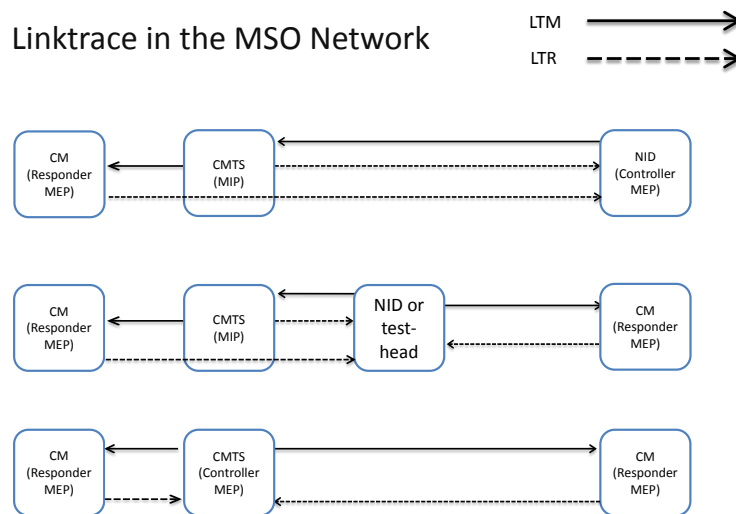 Linktrace in the MSO Network
LTM
LTR
CM
(Responder
MEP)
CMTS
(MIP)
NID
(Controller
MEP)
CM
(Responder
MEP)
CMTS
(MIP)
NID or
test-
head
CM
(Responder
MEP)
CM
(Responder
MEP)
CMTS
(Controller
MEP)
CM
(Responder
MEP)